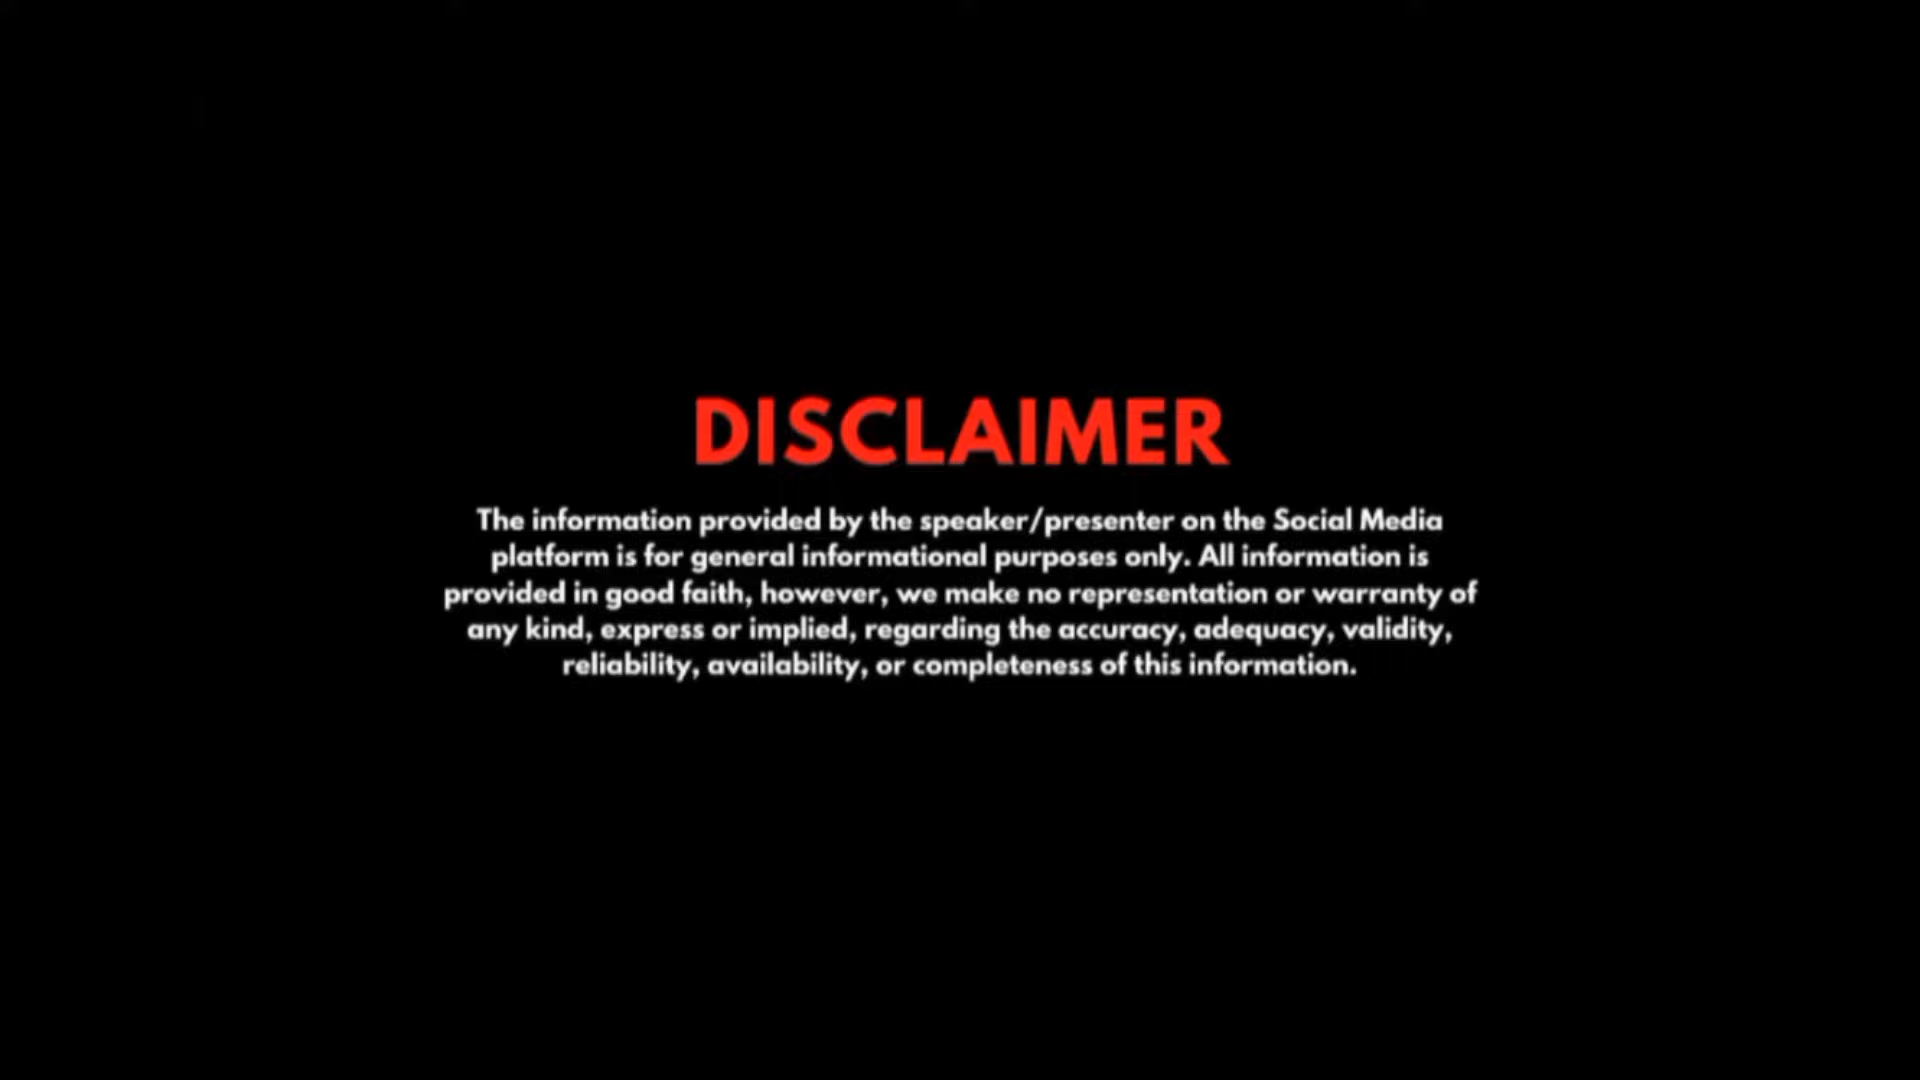 DISCLAIMER
The information provided by the speaker/presenter on the Social Media
platform is for general informational purposes only. All information is
provided in good faith, however, we make no representation or warranty of
any kind, express or implied, regarding the accuracy, adequacy, validity,
reliability, availability, or completeness of this information.